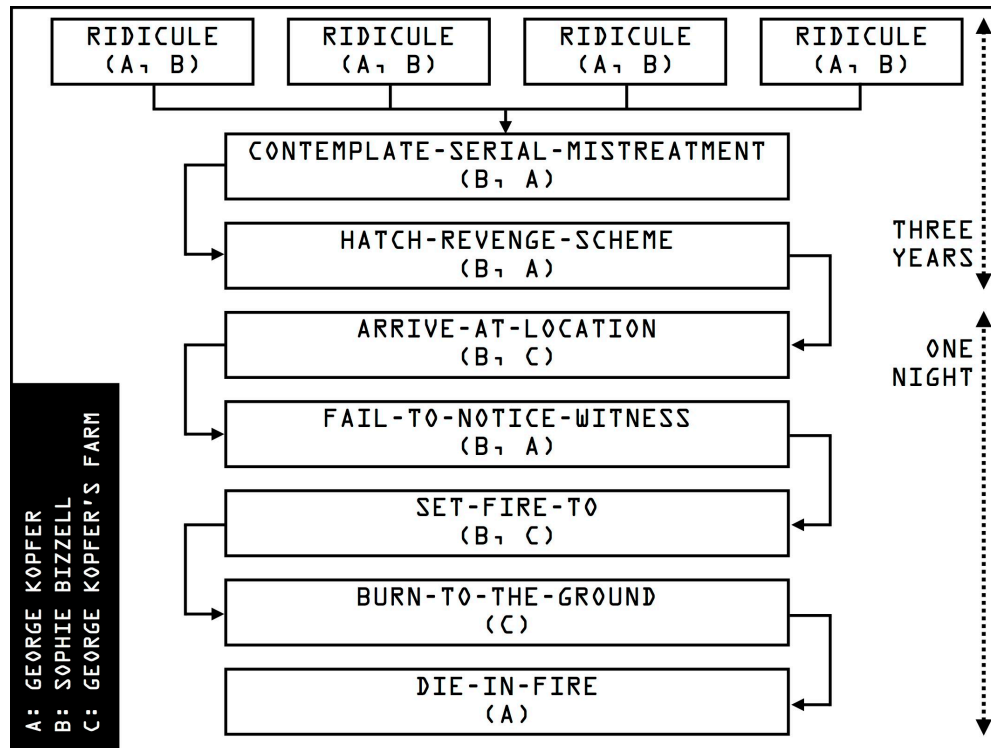 RIDICULE
(A, B)
RIDICULE
(A, B)
RIDICULE
(A, B)
RIDICULE
(A, B)
CONTEMPLATE-SERIAL-MISTREATMENT
(B, A)
HATCH-REVENGE-SCHEME
(B, A)
THREE
YEARS
ARRIVE-AT-LOCATION
(B, C)
ONE
NIGHT
FAIL-TO-NOTICE-WITNESS
(B, A)
SET-FIRE-TO
(B, C)
BURN-TO-THE-GROUND
(C)
DIE-IN-FIRE
(A)
A: GEORGE KOPFER
B: SOPHIE BIZZELL
C: GEORGE KOPFER'S FARM